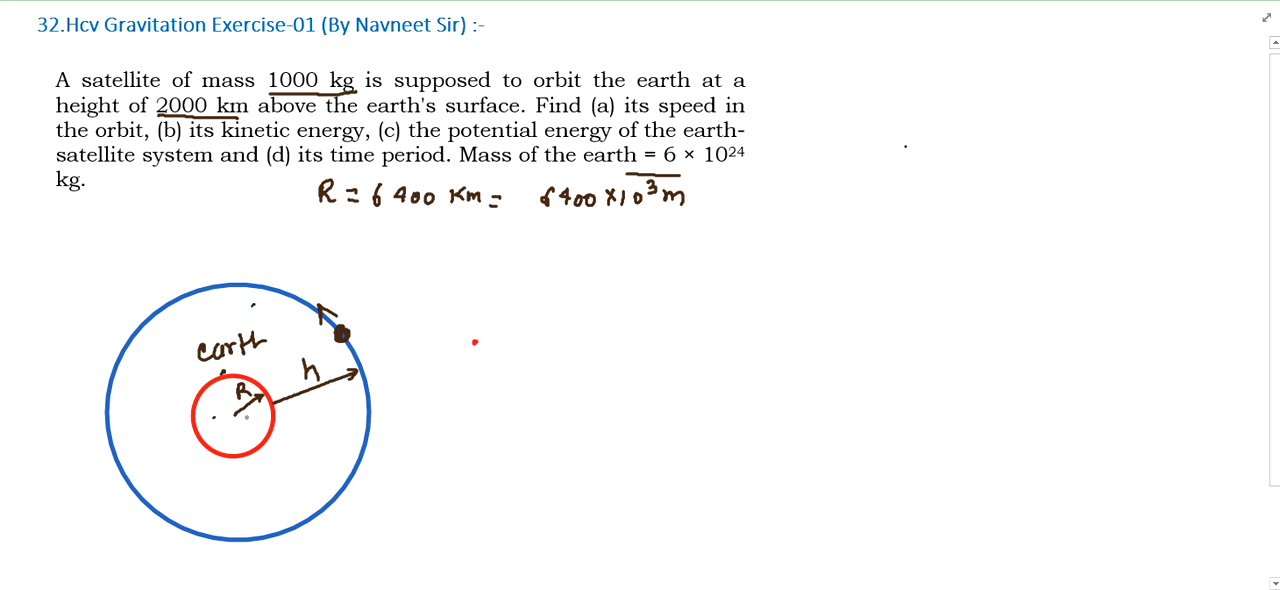 32.Hcv Gravitation Exercise-01 (By Navneet Sir) :-
A satellite of mass 1000 kg is supposed to orbit the earth at a
height of 2000 km above the earth's surface. Find (a) its speed in
the orbit, (b) its kinetic energy, (c) the potential energy of the earth-
satellite system and (d) its time period. Mass of the earth = 6 × 10²⁴
kg.
R = 6400 Km = 6400 × 10³ m
earth
h
R